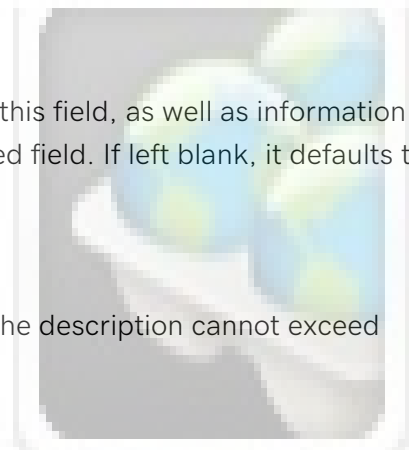 this field, as well as information
ed field. If left blank, it defaults t
he description cannot exceed